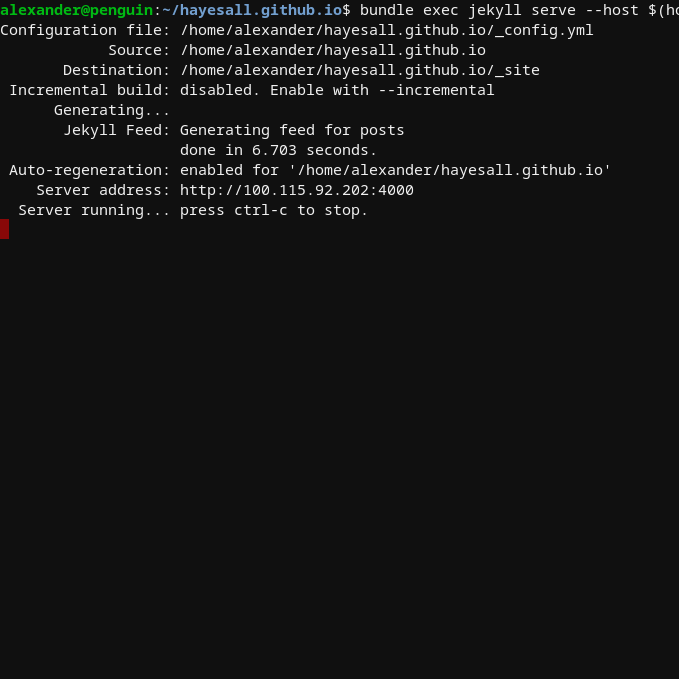 alexander@penguin:~/hayesall.github.io$ bundle exec jekyll serve --host $(ho
Configuration file: /home/alexander/hayesall.github.io/_config.yml
Source: /home/alexander/hayesall.github.io
Destination: /home/alexander/hayesall.github.io/_site
Incremental build: disabled. Enable with --incremental
Generating...
Jekyll Feed: Generating feed for posts
done in 6.703 seconds.
Auto-regeneration: enabled for '/home/alexander/hayesall.github.io'
Server address: http://100.115.92.202:4000
Server running... press ctrl-c to stop.